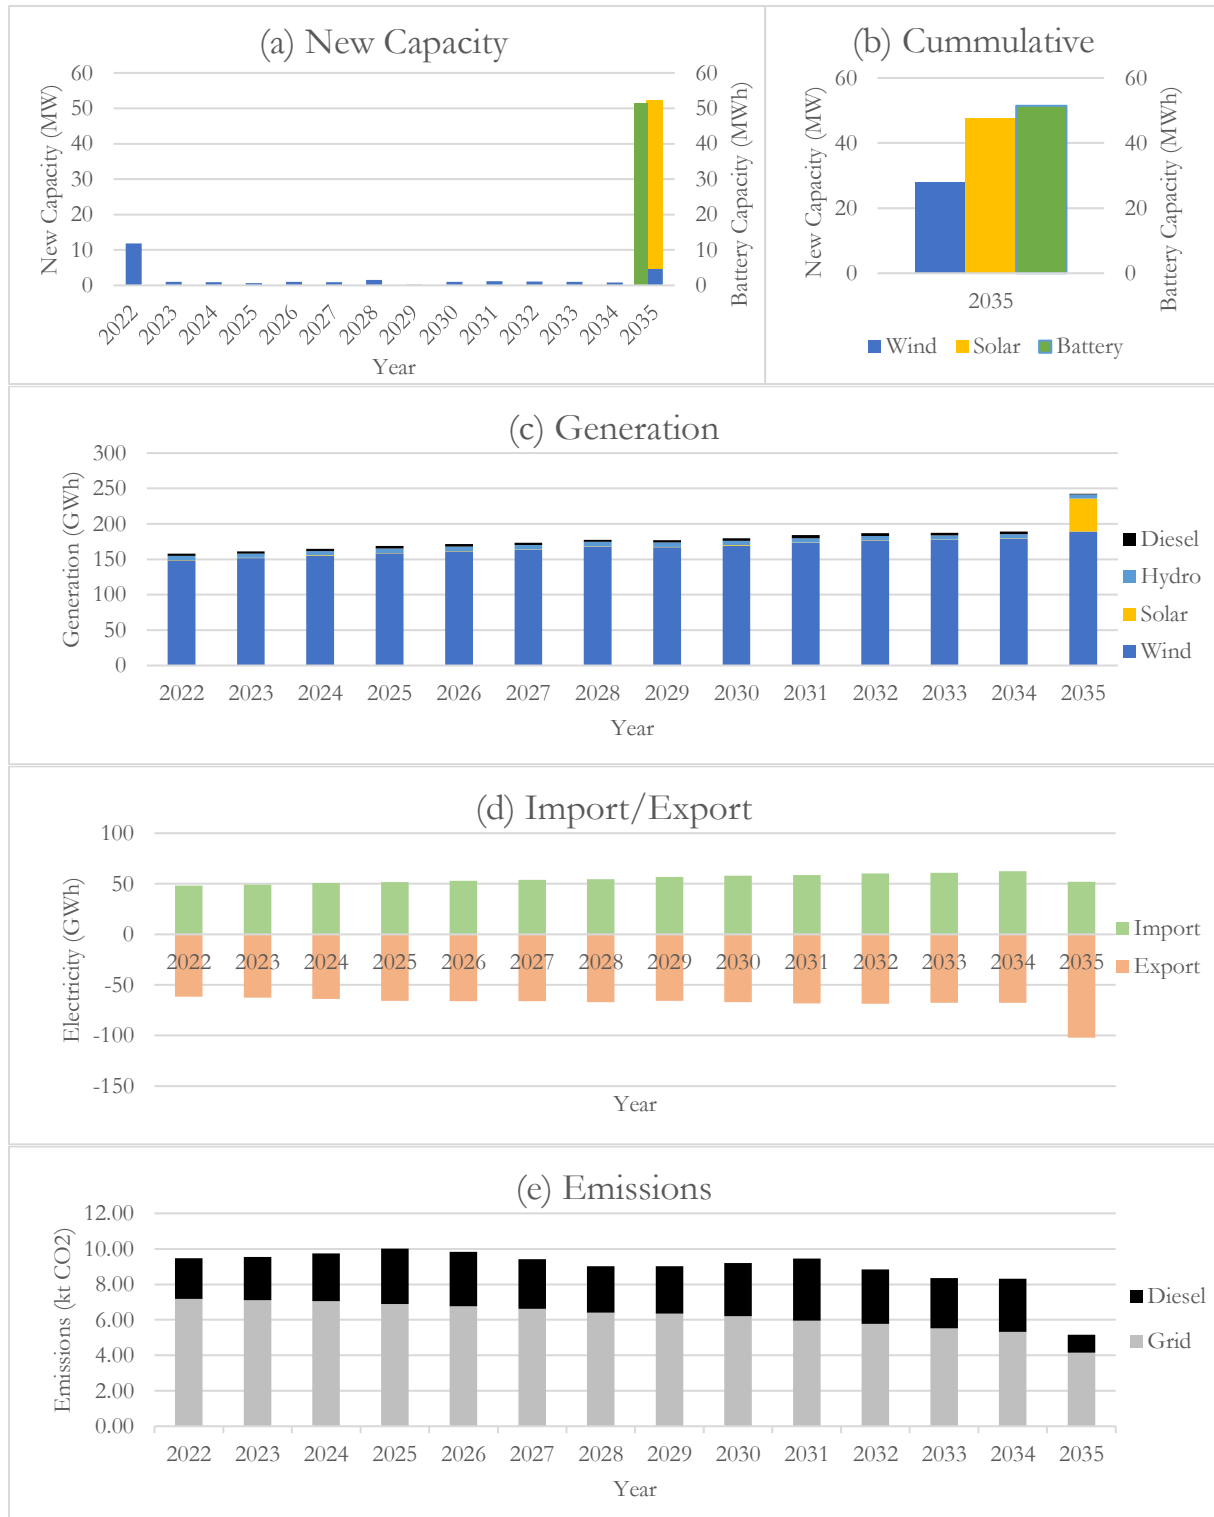 (a) New Capacity
New Capacity (MW)
60
50
40
30
20
10
0
60
50
40
30
20
10
0
Battery Capacity (MWh)
2022
2023
2024
2025
2026
2027
2028
2029
2030
2031
2032
2033
2034
2035
Year
(b) Cummulative
New Capacity (MW)
60
40
20
0
60
40
20
0
Battery Capacity (MWh)
2035
Wind Solar Battery
(c) Generation
Generation (GWh)
300
250
200
150
100
50
0
2022 2023 2024 2025 2026 2027 2028 2029 2030 2031 2032 2033 2034 2035
Year
Diesel
Hydro
Solar
Wind
(d) Import/Export
Electricity (GWh)
100
50
0
-50
-100
-150
2022 2023 2024 2025 2026 2027 2028 2029 2030 2031 2032 2033 2034 2035
Year
Import
Export
(e) Emissions
Emissions (kt CO2)
12.00
10.00
8.00
6.00
4.00
2.00
0.00
2022 2023 2024 2025 2026 2027 2028 2029 2030 2031 2032 2033 2034 2035
Year
Diesel
Grid